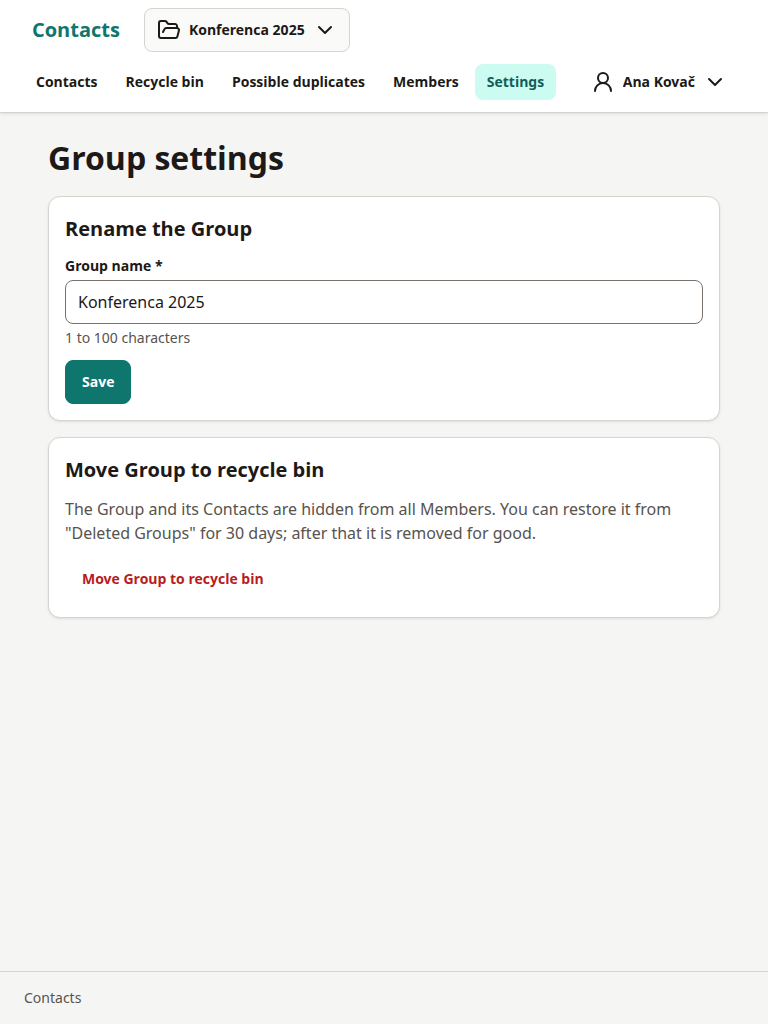 Contacts
Konferenca 2025
Contacts
Recycle bin
Possible duplicates
Members
Settings
Ana Kovač
Group settings
Rename the Group
Group name *
Konferenca 2025
1 to 100 characters
Save
Move Group to recycle bin
The Group and its Contacts are hidden from all Members. You can restore it from
"Deleted Groups" for 30 days; after that it is removed for good.
Move Group to recycle bin
Contacts